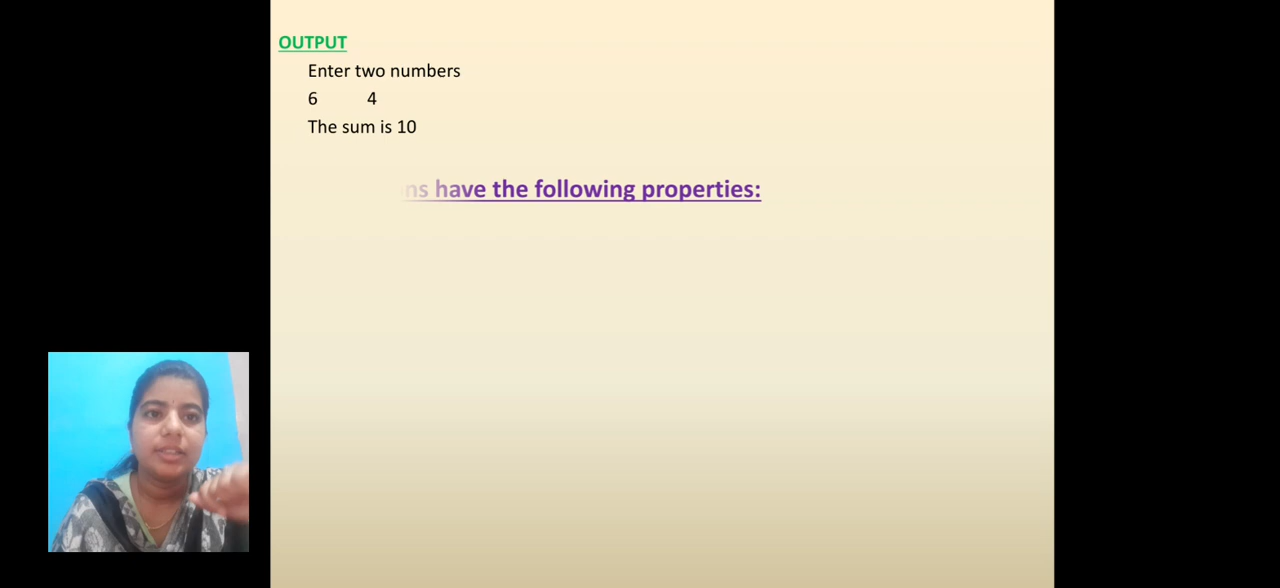 OUTPUT
Enter two numbers
6 4
The sum is 10
have the following properties: